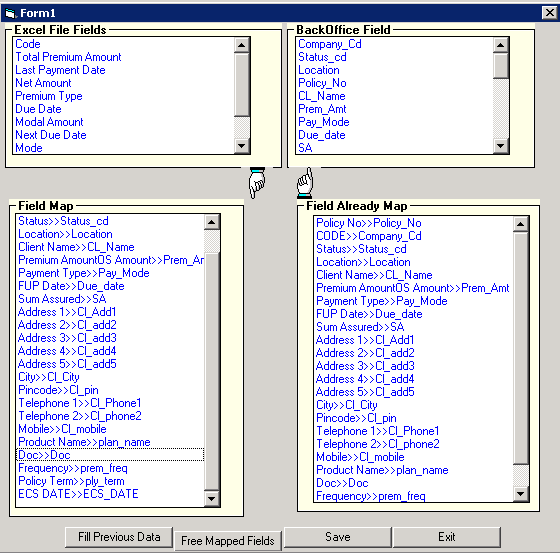 Form1
Excel File Fields
Code
Total Premium Amount
Last Payment Date
Net Amount
Premium Type
Due Date
Modal Amount
Next Due Date
Mode
BackOffice Field
Company_Cd
Status_cd
Location
Policy_No
CL_Name
Prem_Amt
Pay_Mode
Due_date
SA
Field Map
Status>>Status_cd
Location>>Location
Client Name>>CL_Name
Premium AmountOS Amount>>Prem_Am
Payment Type>>Pay_Mode
FUP Date>>Due_date
Sum Assured>>SA
Address 1>>Cl_Add1
Address 2>>Cl_add2
Address 3>>Cl_add3
Address 4>>Cl_add4
Address 5>>Cl_add5
City>>Cl_City
Pincode>>Cl_pin
Telephone 1>>Cl_Phone1
Telephone 2>>Cl_phone2
Mobile>>Cl_mobile
Product Name>>plan_name
Doc>>Doc
Frequency>>prem_freq
Policy Term>>ply_term
ECS DATE>>ECS_DATE
Field Already Map
Policy No>>Policy_No
CODE>>Company_Cd
Status>>Status_cd
Location>>Location
Client Name>>CL_Name
Premium AmountOS Amount>>Prem_Amt
Payment Type>>Pay_Mode
FUP Date>>Due_date
Sum Assured>>SA
Address 1>>Cl_Add1
Address 2>>Cl_add2
Address 3>>Cl_add3
Address 4>>Cl_add4
Address 5>>Cl_add5
City>>Cl_City
Pincode>>Cl_pin
Telephone 1>>Cl_Phone1
Telephone 2>>Cl_phone2
Mobile>>Cl_mobile
Product Name>>plan_name
Doc>>Doc
Frequency>>prem_freq
Fill Previous Data
Free Mapped Fields
Save
Exit